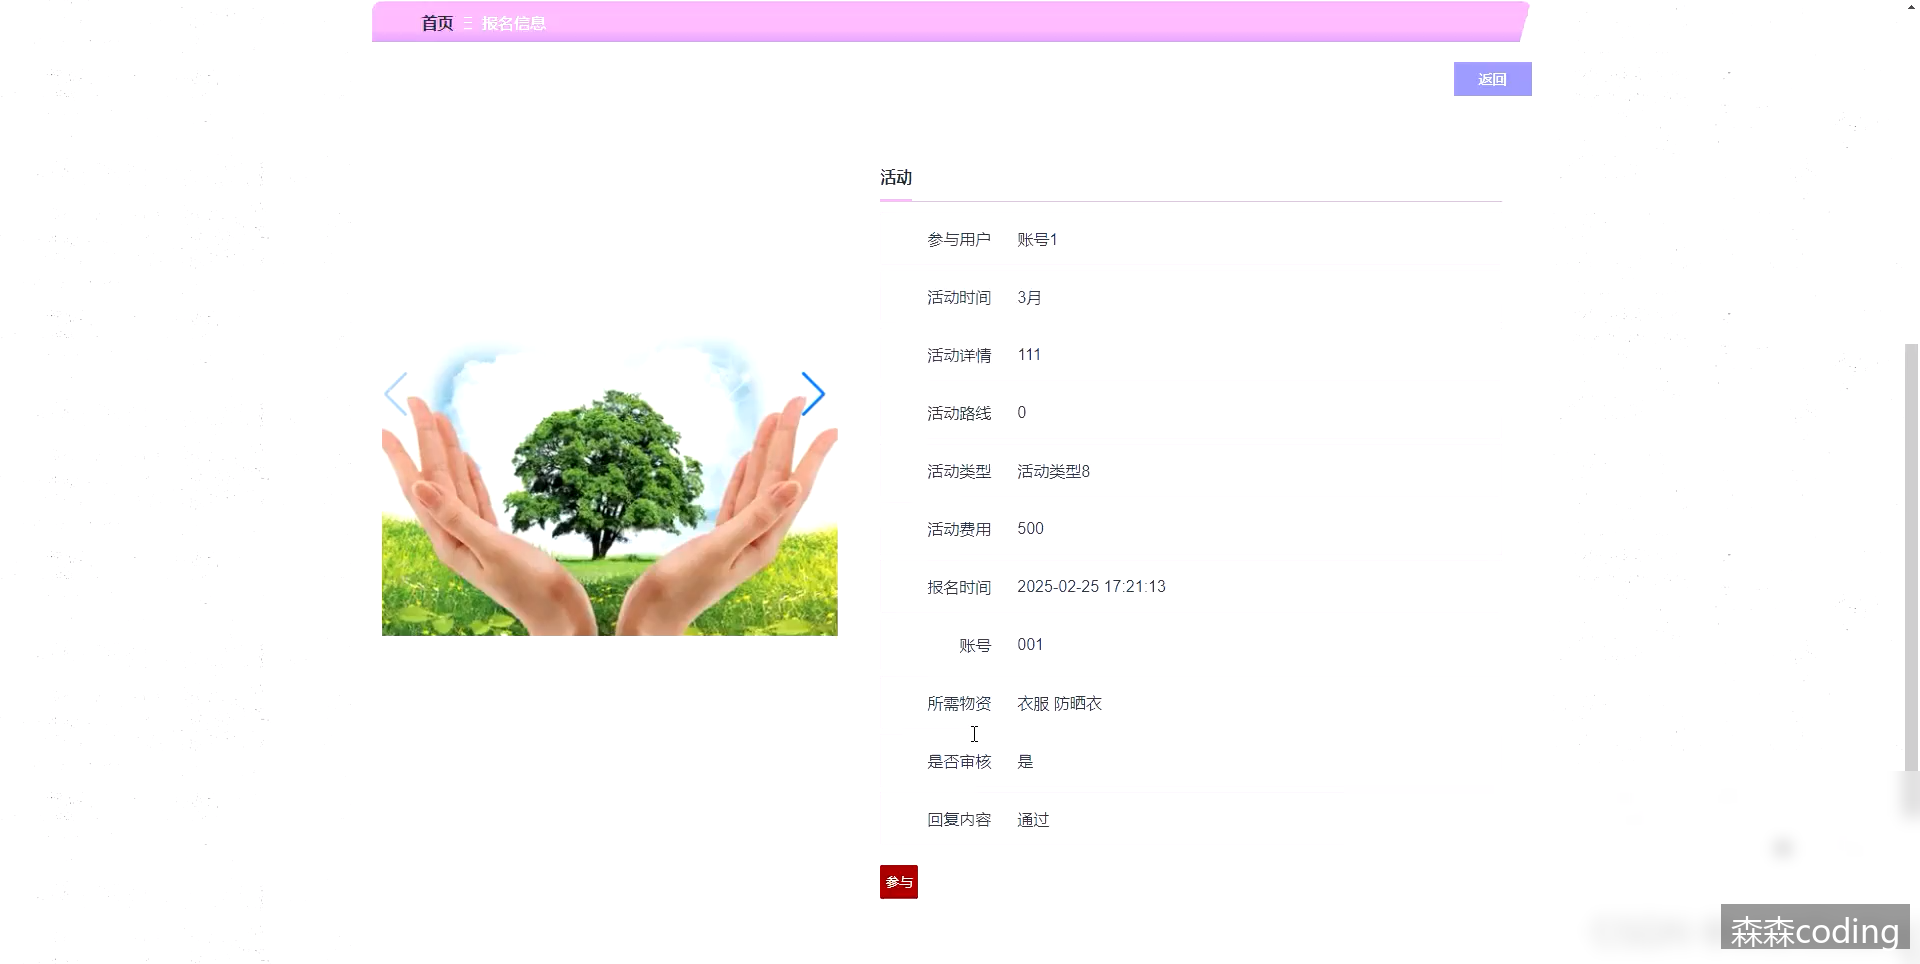 首页 Ξ 报名信息
返回
活动
参与用户 账号1
活动时间 3月
活动详情 111
活动路线 0
活动类型 活动类型8
活动费用 500
报名时间 2025-02-25 17:21:13
账号 001
所需物资 衣服 防晒衣
是否审核 是
回复内容 通过
参与
森森coding